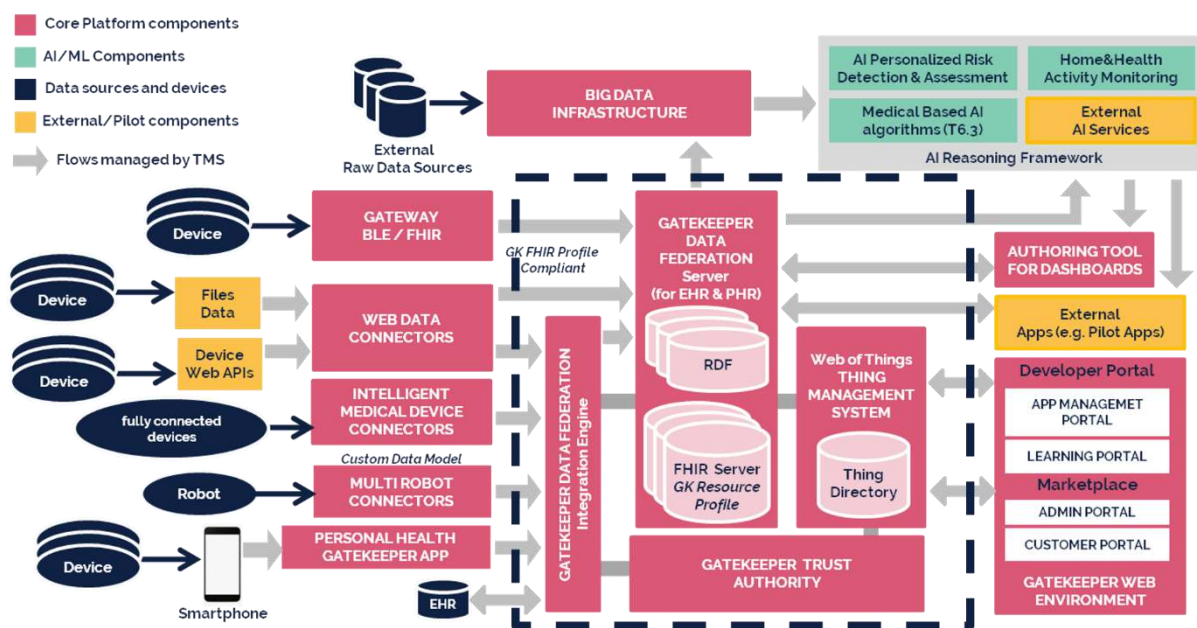 Core Platform components
AI/ML Components
Data sources and devices
External/Pilot components
Flows managed by TMS
External
Raw Data Sources
BIG DATA
INFRASTRUCTURE
AI Personalized Risk
Detection & Assessment
Home&Health
Activity Monitoring
Medical Based AI
algorithms (T6.3)
External
AI Services
AI Reasoning Framework
Device
GATEWAY
BLE / FHIR
GK FHIR Profile
Compliant
GATEKEEPER
DATA
FEDERATION
Server
(for EHR & PHR)
RDF
FHIR Server
GK Resource
Profile
AUTHORING TOOL
FOR DASHBOARDS
External
Apps (e.g. Pilot Apps)
Device
Files
Data
WEB DATA
CONNECTORS
Device
Device
Web APIs
fully connected
devices
INTELLIGENT
MEDICAL DEVICE
CONNECTORS
Custom Data Model
Robot
MULTI ROBOT
CONNECTORS
Device
Smartphone
PERSONAL HEALTH
GATEKEEPER APP
EHR
GATEKEEPER DATA FEDERATION
Integration Engine
Web of Things
THING
MANAGEMENT
SYSTEM
Thing
Directory
GATEKEEPER TRUST
AUTHORITY
Developer Portal
APP MANAGEMET
PORTAL
LEARNING PORTAL
Marketplace
ADMIN PORTAL
CUSTOMER PORTAL
GATEKEEPER WEB
ENVIRONMENT